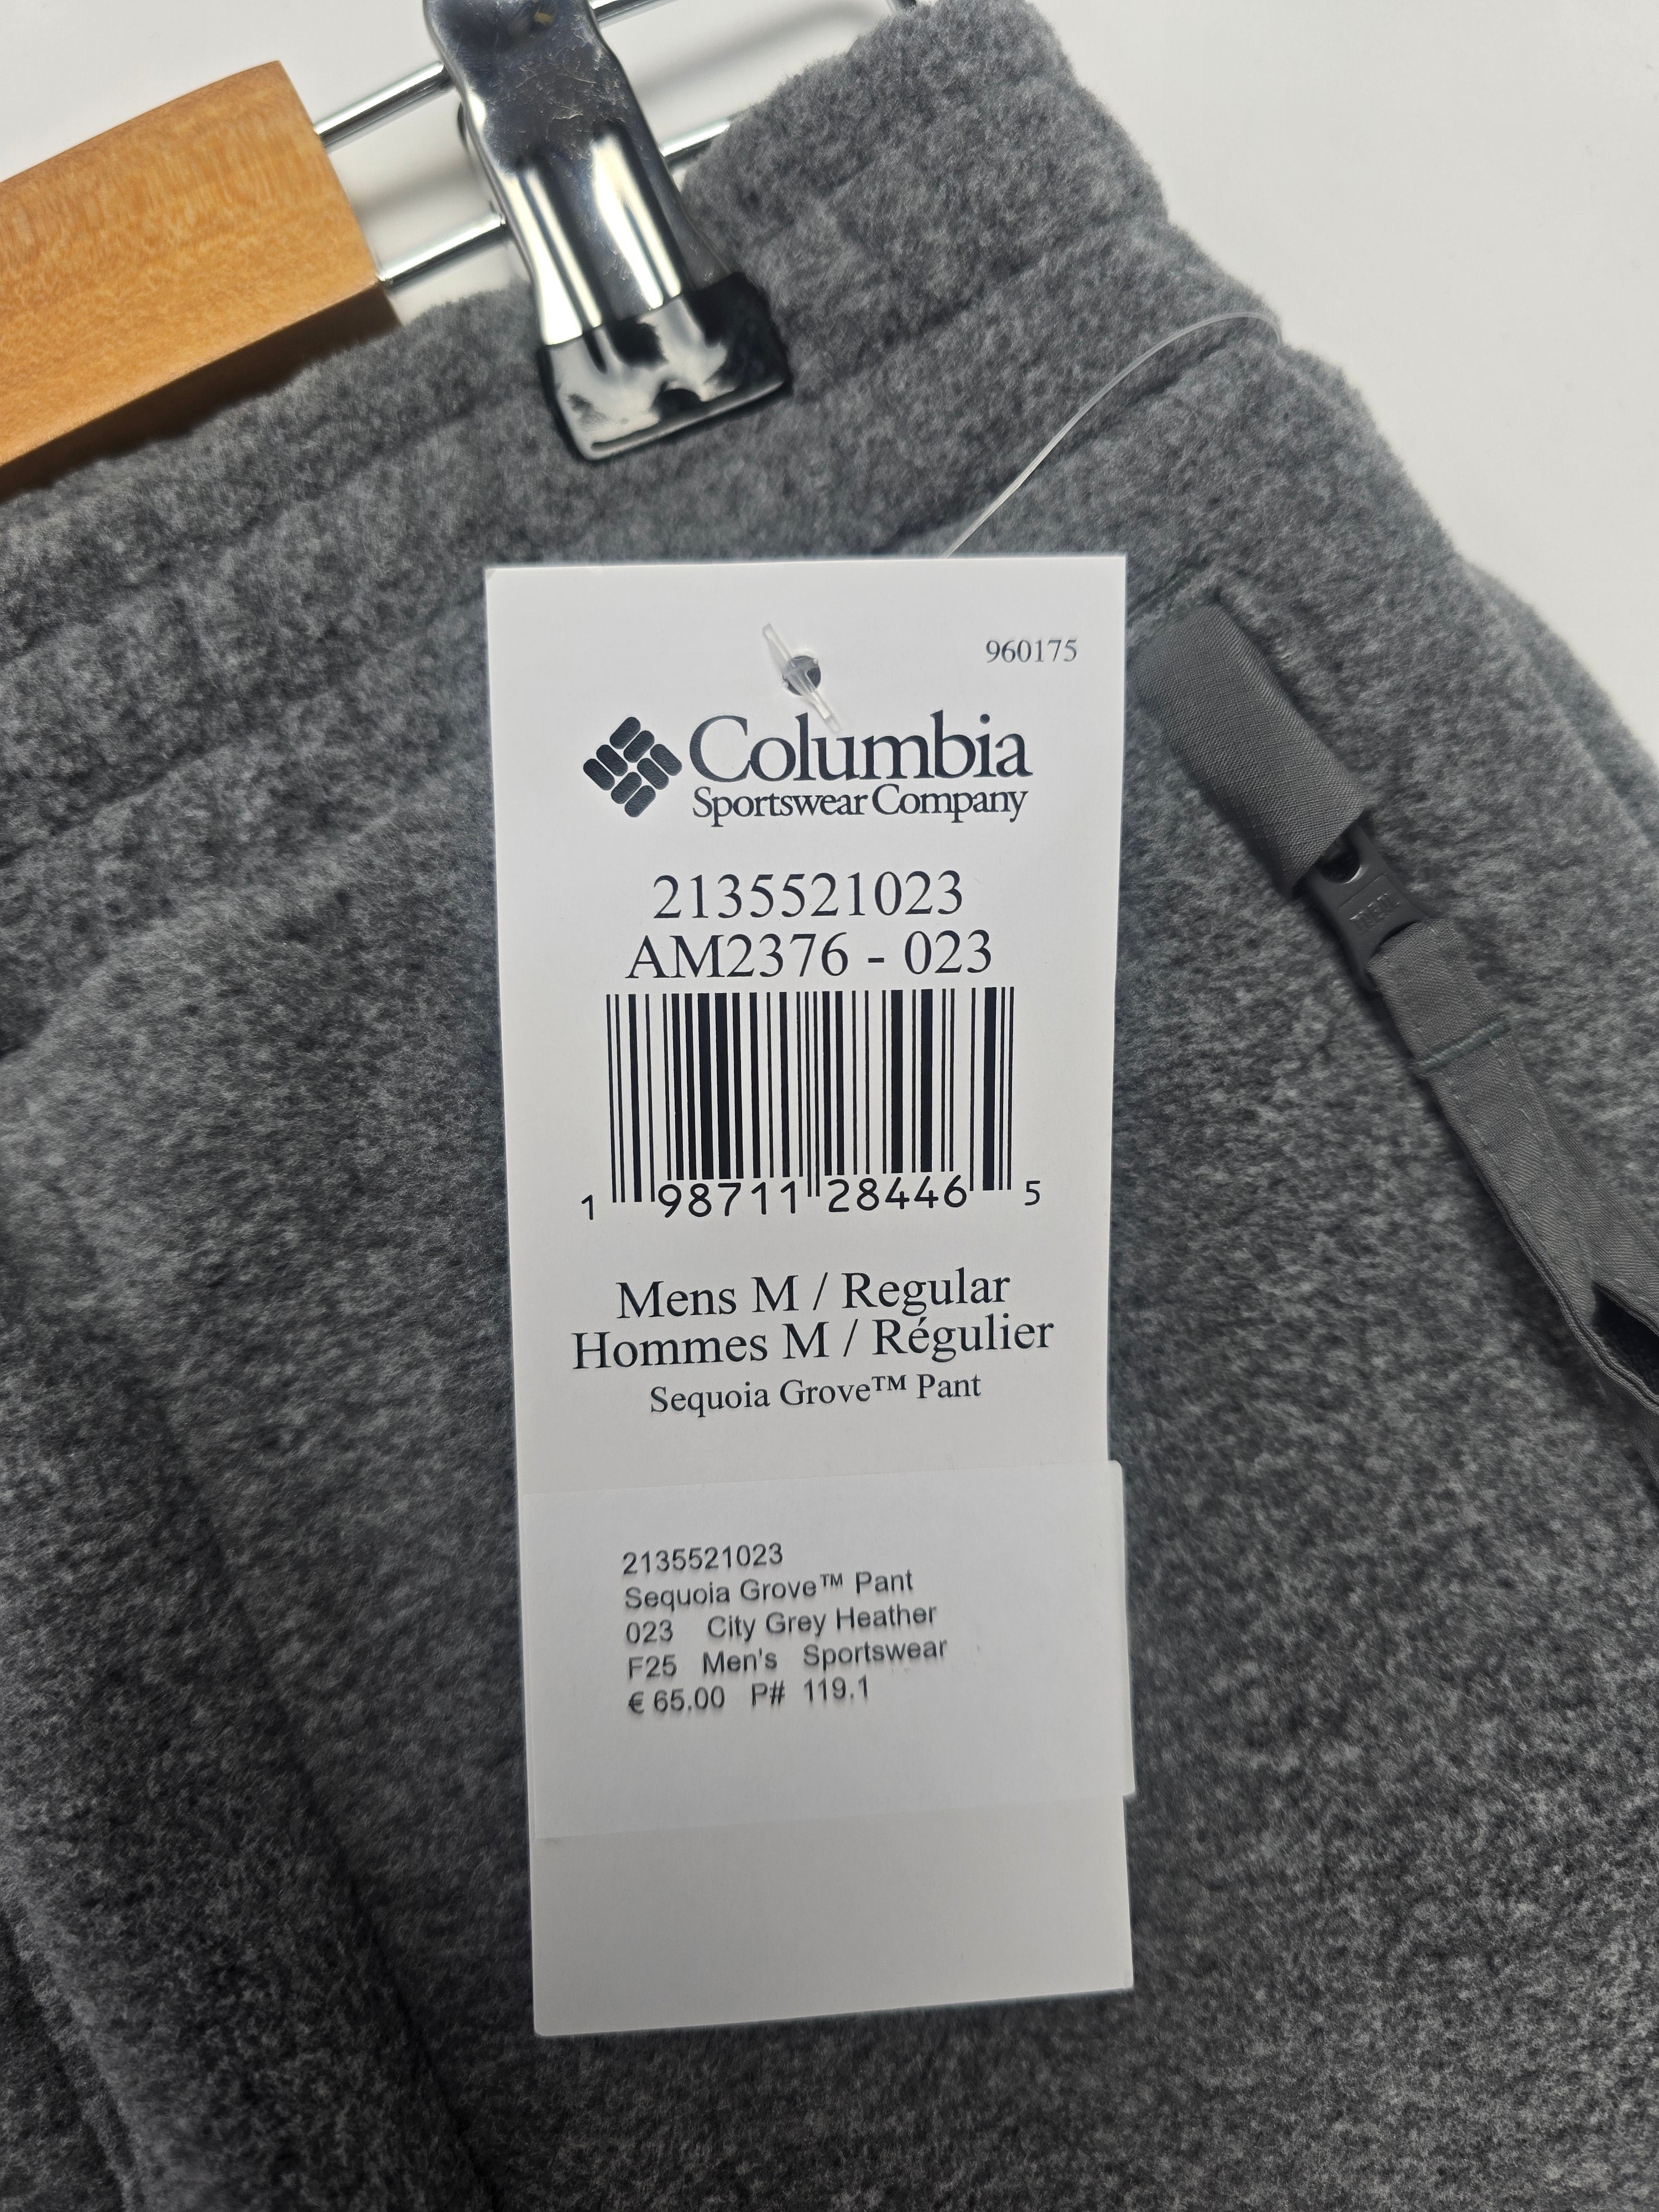 960175
Columbia
Sportswear Company
2135521023
AM2376 - 023
1 98711 28446 5
Mens M / Regular
Hommes M / Régulier
Sequoia Grove™ Pant
2135521023
Sequoia Grove™ Pant
023 City Grey Heather
F25 Men's Sportswear
€ 65.00 P# 119.1